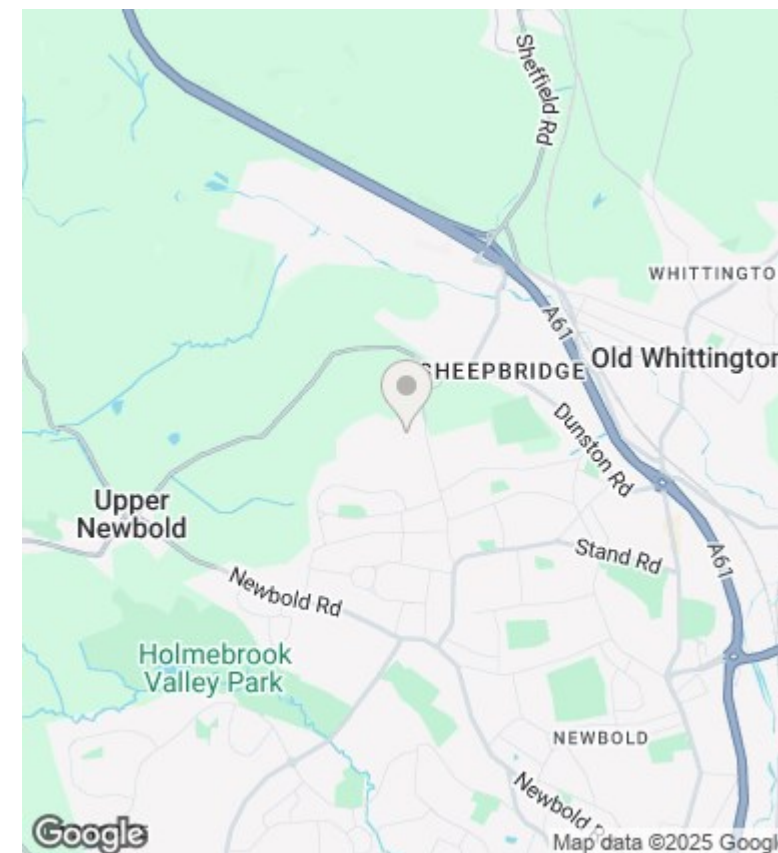 Sheffield Rd
WHITTINGTO
A61
SHEEPBRIDGE
Old Whittington
Dunston Rd
Upper
Newbold
Stand Rd
A61
Newbold Rd
Holmebrook
Valley Park
NEWBOLD
Newbold R
Google
Map data ©2025 Googl